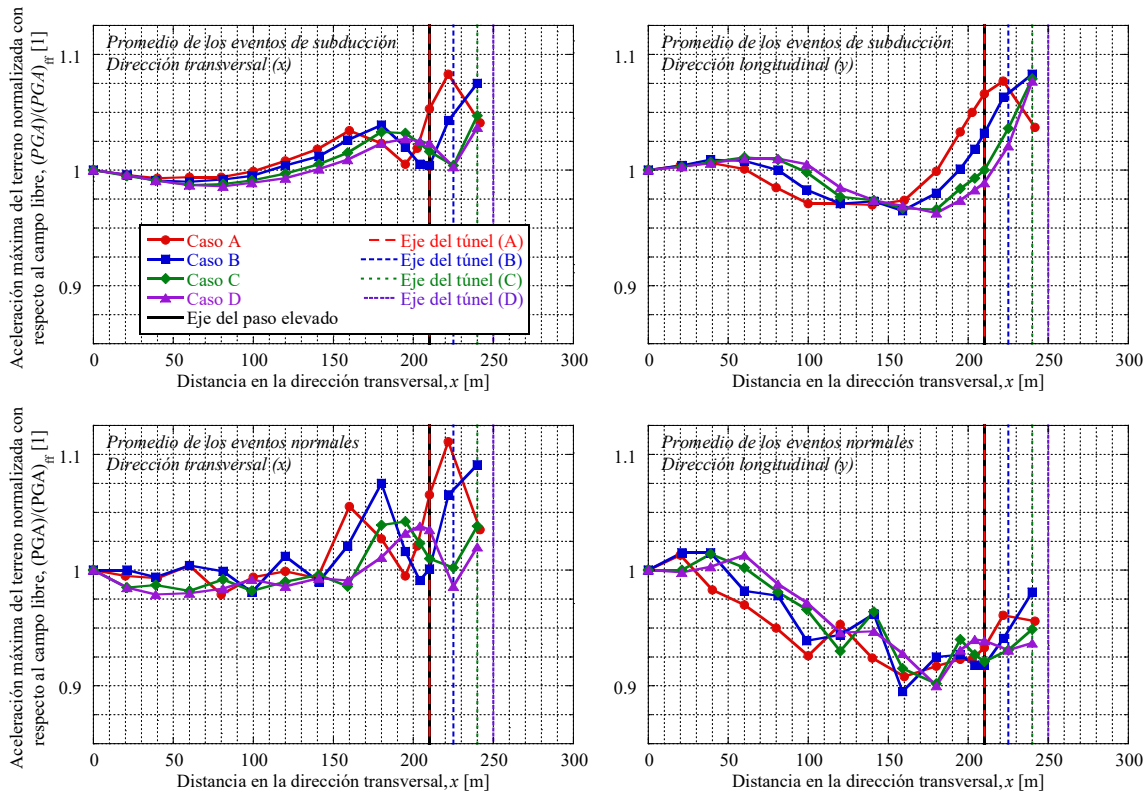 Aceleración máxima del terreno normalizada con
respecto al campo libre, (PGA)/(PGA)ff [1]
Promedio de los eventos de subducción
Dirección transversal (x)
1.1
1
0.9
Caso A
Caso B
Caso C
Caso D
Eje del paso elevado
Eje del túnel (A)
Eje del túnel (B)
Eje del túnel (C)
Eje del túnel (D)
0 50 100 150 200 250 300
Distancia en la dirección transversal, x [m]
Promedio de los eventos de subducción
Dirección longitudinal (y)
1.1
1
0.9
0 50 100 150 200 250 300
Distancia en la dirección transversal, x [m]
Aceleración máxima del terreno normalizada con
respecto al campo libre, (PGA)/(PGA)ff [1]
Promedio de los eventos normales
Dirección transversal (x)
1.1
1
0.9
0 50 100 150 200 250 300
Distancia en la dirección transversal, x [m]
Promedio de los eventos normales
Dirección longitudinal (y)
1.1
1
0.9
0 50 100 150 200 250 300
Distancia en la dirección transversal, x [m]